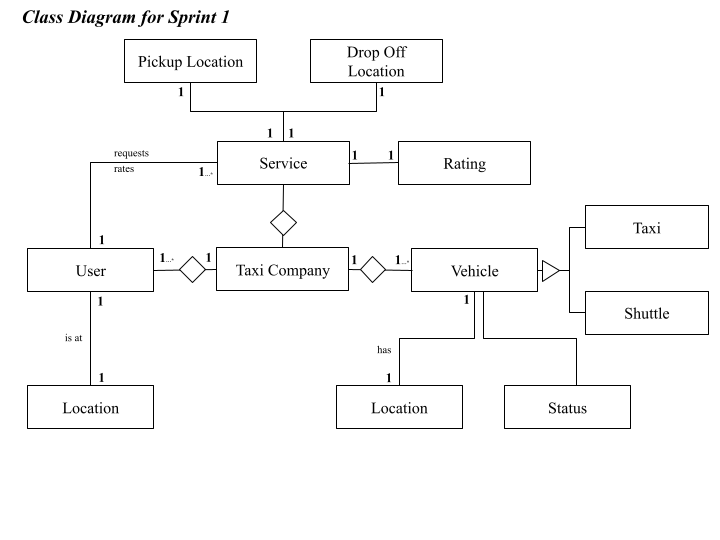 Class Diagram for Sprint 1
Pickup Location
Drop Off
Location
1
1
1
1
requests
rates
1...*
Service
1
1
Rating
Taxi
1
1...*
1
1
1...*
User
Taxi Company
Vehicle
Shuttle
1
1
is at
has
1
1
Location
Location
Status